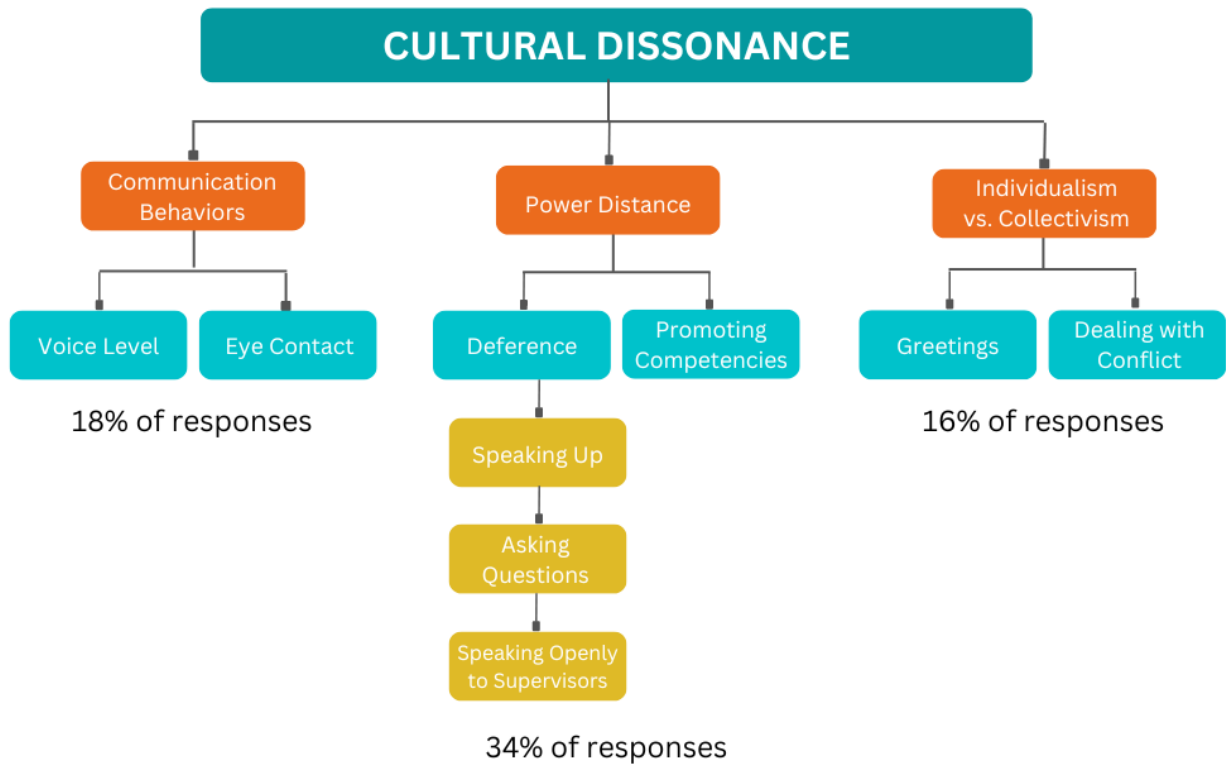 CULTURAL DISSONANCE
Communication
Behaviors
Power Distance
Individualism
vs. Collectivism
Voice Level
Eye Contact
Deference
Promoting
Competencies
Greetings
Dealing with
Conflict
18% of responses
16% of responses
Speaking Up
Asking
Questions
Speaking Openly
to Supervisors
34% of responses